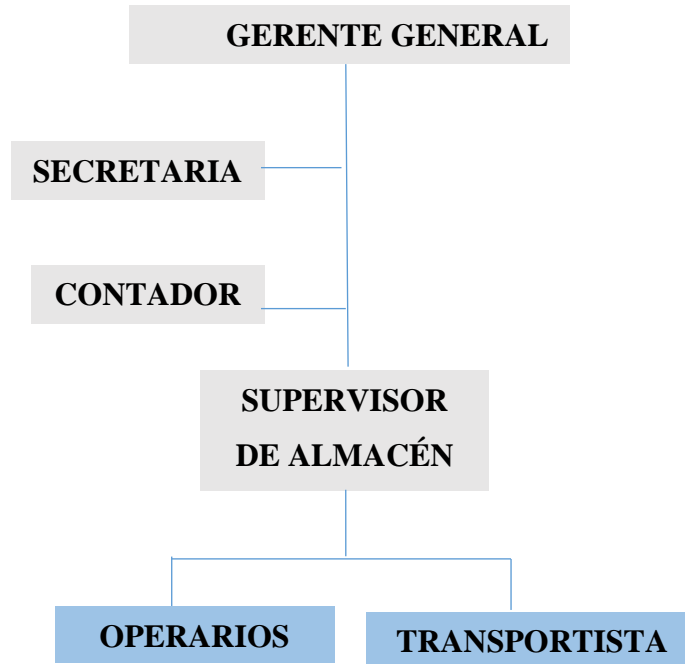 GERENTE GENERAL
SECRETARIA
CONTADOR
SUPERVISOR
DE ALMACÉN
OPERARIOS
TRANSPORTISTA